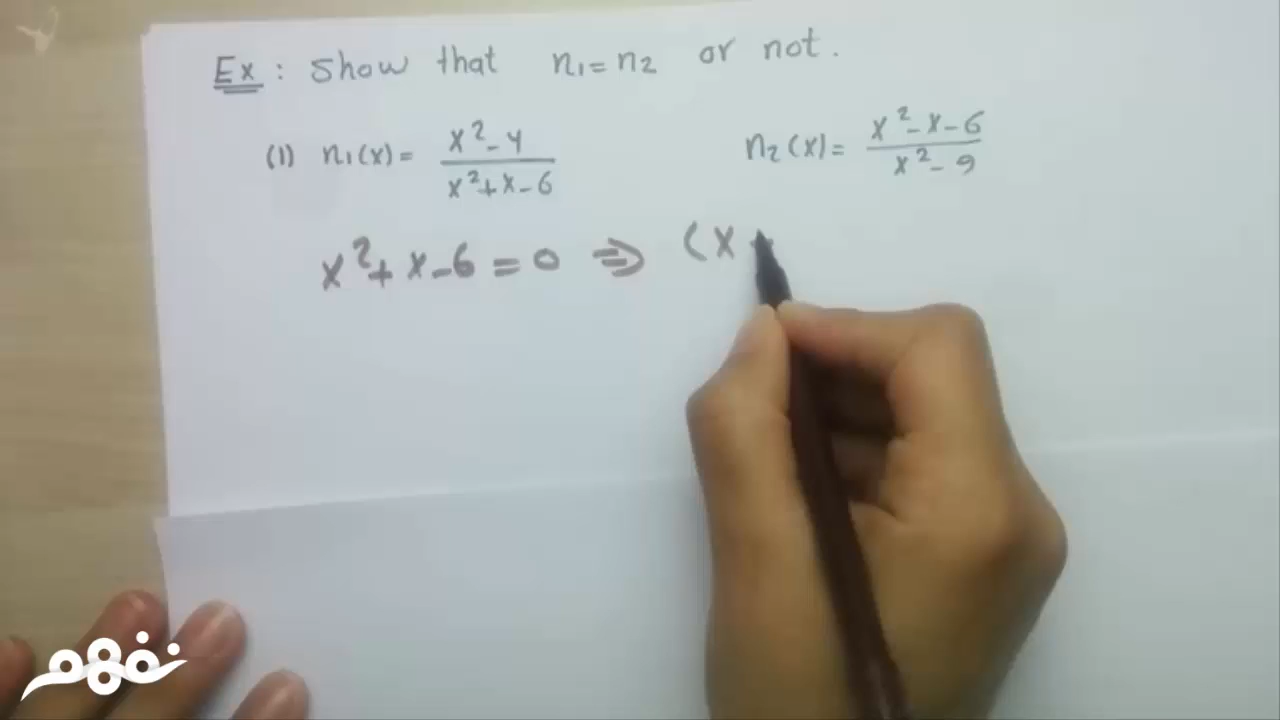 Ex : show that n₁ = n₂ or not.
(1) n₁(x) = (x² - 4)/(x² + x - 6) n₂(x) = (x² - x - 6)/(x² - 9)
x² + x - 6 = 0 ⇒ (x
نفهم